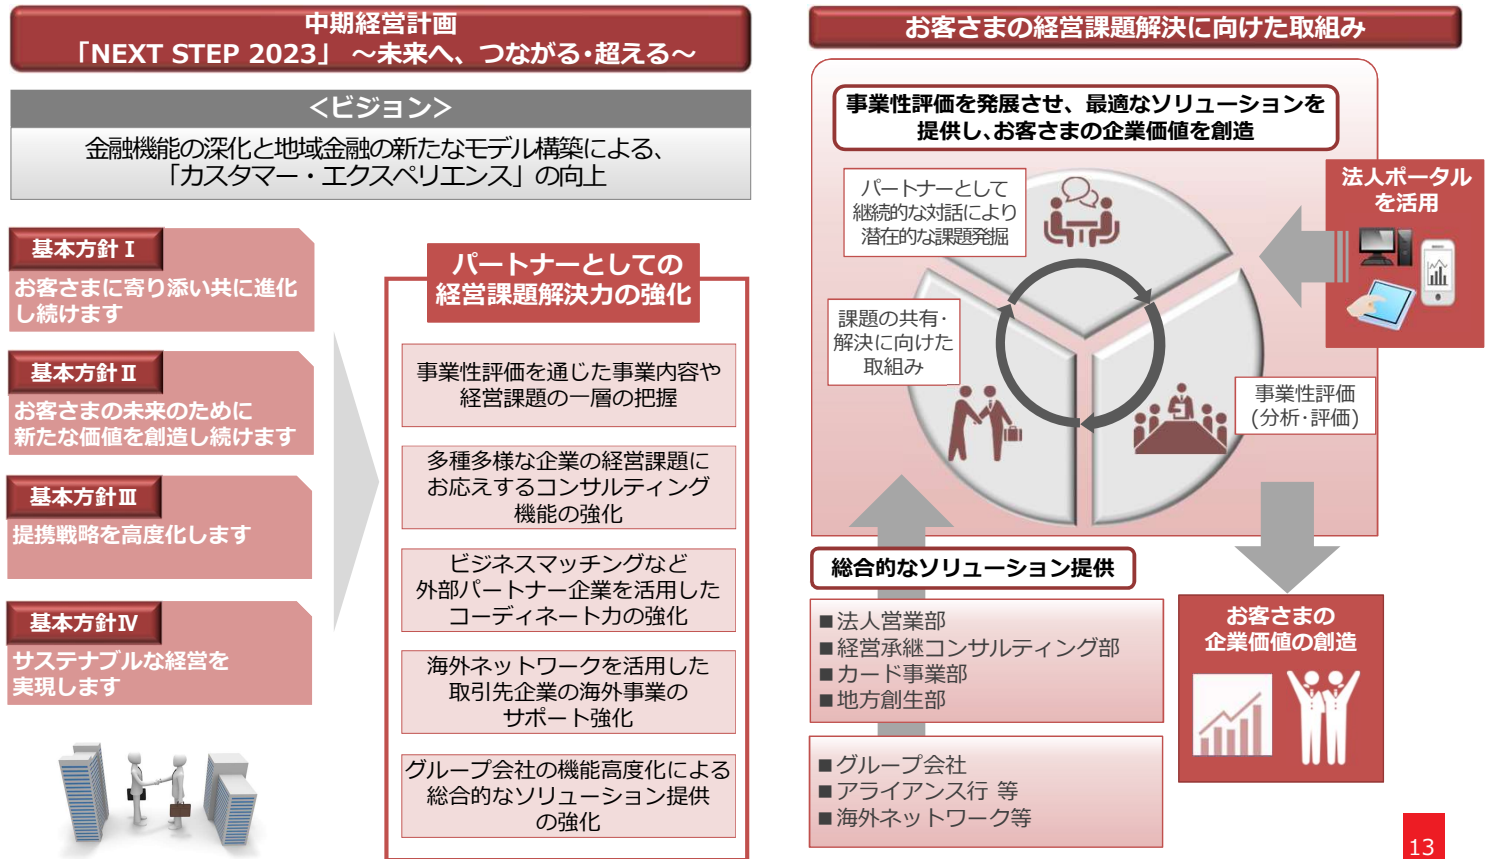 中期経営計画
「NEXT STEP 2023」 ～未来へ、つながる・超える～
＜ビジョン＞
金融機能の深化と地域金融の新たなモデル構築による、
「カスタマー・エクスペリエンス」の向上
基本方針Ⅰ
お客さまに寄り添い共に進化
し続けます
基本方針Ⅱ
お客さまの未来のために
新たな価値を創造し続けます
基本方針Ⅲ
提携戦略を高度化します
基本方針Ⅳ
サステナブルな経営を
実現します
パートナーとしての
経営課題解決力の強化
事業性評価を通じた事業内容や
経営課題の一層の把握
多種多様な企業の経営課題に
お応えするコンサルティング
機能の強化
ビジネスマッチングなど
外部パートナー企業を活用した
コーディネート力の強化
海外ネットワークを活用した
取引先企業の海外事業の
サポート強化
グループ会社の機能高度化による
総合的なソリューション提供
の強化
お客さまの経営課題解決に向けた取組み
事業性評価を発展させ、最適なソリューションを
提供し、お客さまの企業価値を創造
パートナーとして
継続的な対話により
潜在的な課題発掘
法人ポータル
を活用
課題の共有・
解決に向けた
取組み
事業性評価
(分析・評価)
総合的なソリューション提供
■法人営業部
■経営承継コンサルティング部
■カード事業部
■地方創生部
■グループ会社
■アライアンス行 等
■海外ネットワーク等
お客さまの
企業価値の創造
13